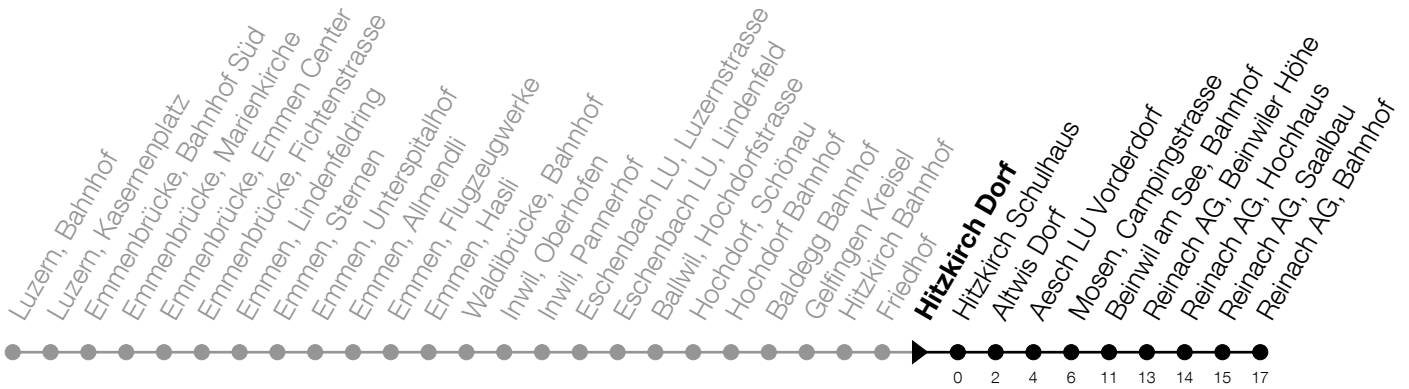 Luzern, Bahnhof
Luzern, Kasernenplatz
Emmenbrücke, Bahnhof Süd
Emmenbrücke, Marienkirche
Emmenbrücke, Emmen Center
Emmenbrücke, Fichtenstrasse
Emmen, Lindenfeldring
Emmen, Sternen
Emmen, Unterspitalhof
Emmen, Allmendli
Emmen, Flugzeugwerke
Emmen, Hasli
Waldibrücke, Bahnhof
Inwil, Oberhofen
Inwil, Pannerhof
Eschenbach LU, Luzernstrasse
Eschenbach LU, Lindenfeld
Ballwil, Hochdorfstrasse
Hochdorf, Schönau
Hochdorf Bahnhof
Baldegg Bahnhof
Gelfingen Kreisel
Hitzkirch Bahnhof
Friedhof
Hitzkirch Dorf
Hitzkirch Schulhaus
Altwis Dorf
Aesch LU Vorderdorf
Mosen, Campingstrasse
Beinwil am See, Bahnhof
Reinach AG, Beinwiler Höhe
Reinach AG, Hochhaus
Reinach AG, Saalbau
Reinach AG, Bahnhof
0 2 4 6 11 13 14 15 17